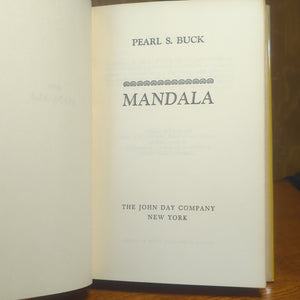 PEARL S. BUCK
MANDALA
THE JOHN DAY COMPANY
NEW YORK